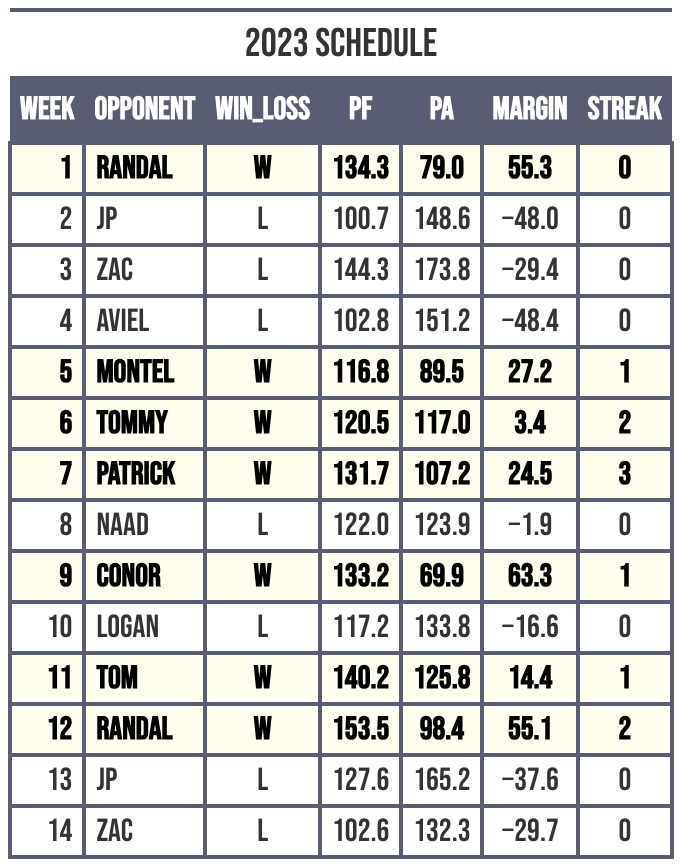 2023 SCHEDULE
WEEK OPPONENT WIN_LOSS PF PA MARGIN STREAK
1 RANDAL W 134.3 79.0 55.3 0
2 JP L 100.7 148.6 −48.0 0
3 ZAC L 144.3 173.8 −29.4 0
4 AVIEL L 102.8 151.2 −48.4 0
5 MONTEL W 116.8 89.5 27.2 1
6 TOMMY W 120.5 117.0 3.4 2
7 PATRICK W 131.7 107.2 24.5 3
8 NAAD L 122.0 123.9 −1.9 0
9 CONOR W 133.2 69.9 63.3 1
10 LOGAN L 117.2 133.8 −16.6 0
11 TOM W 140.2 125.8 14.4 1
12 RANDAL W 153.5 98.4 55.1 2
13 JP L 127.6 165.2 −37.6 0
14 ZAC L 102.6 132.3 −29.7 0